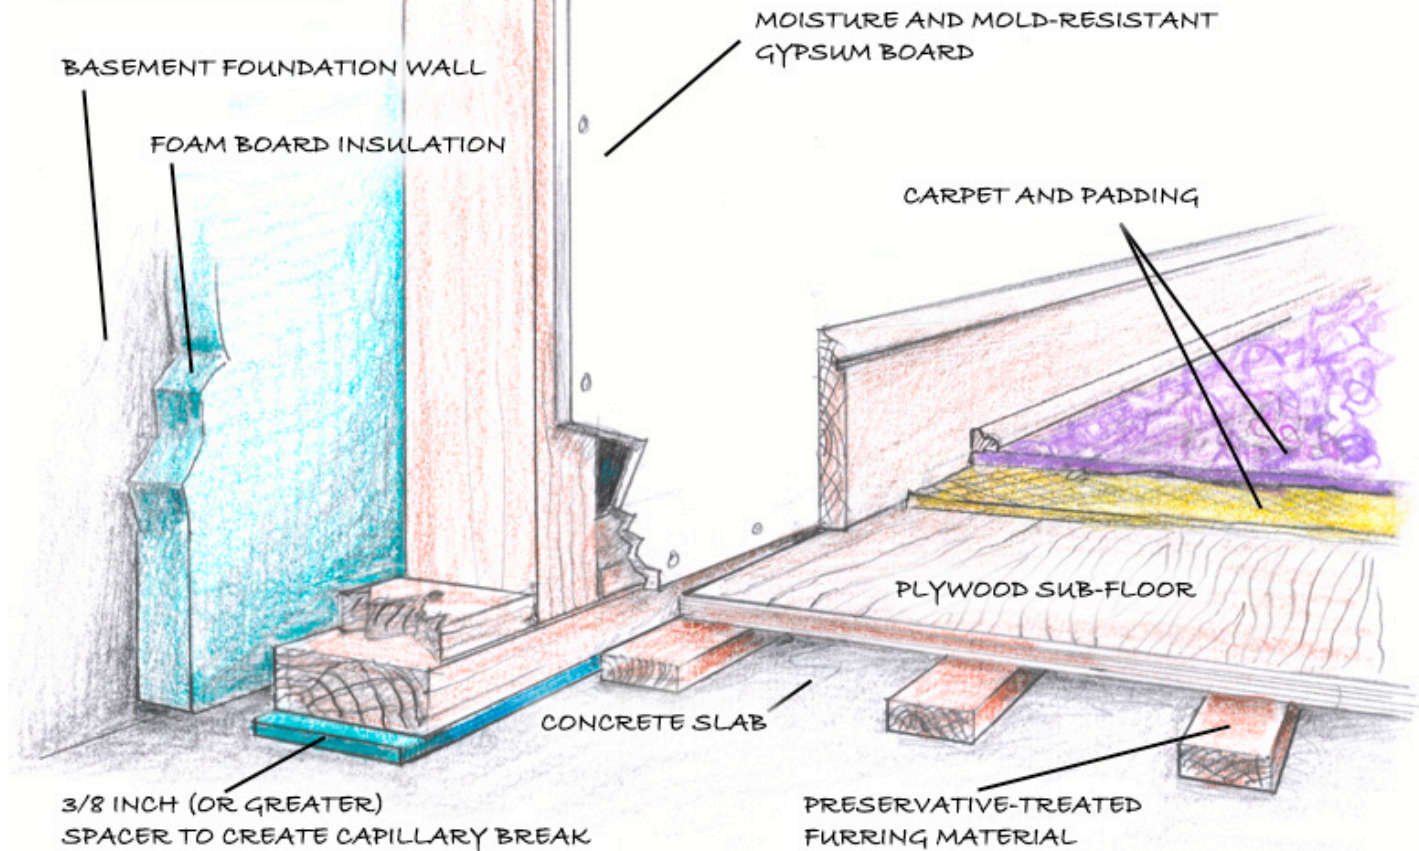 MOISTURE AND MOLD-RESISTANT
GYPSUM BOARD
BASEMENT FOUNDATION WALL
FOAM BOARD INSULATION
CARPET AND PADDING
PLYWOOD SUB-FLOOR
CONCRETE SLAB
3/8 INCH (OR GREATER)
SPACER TO CREATE CAPILLARY BREAK
PRESERVATIVE-TREATED
FURRING MATERIAL